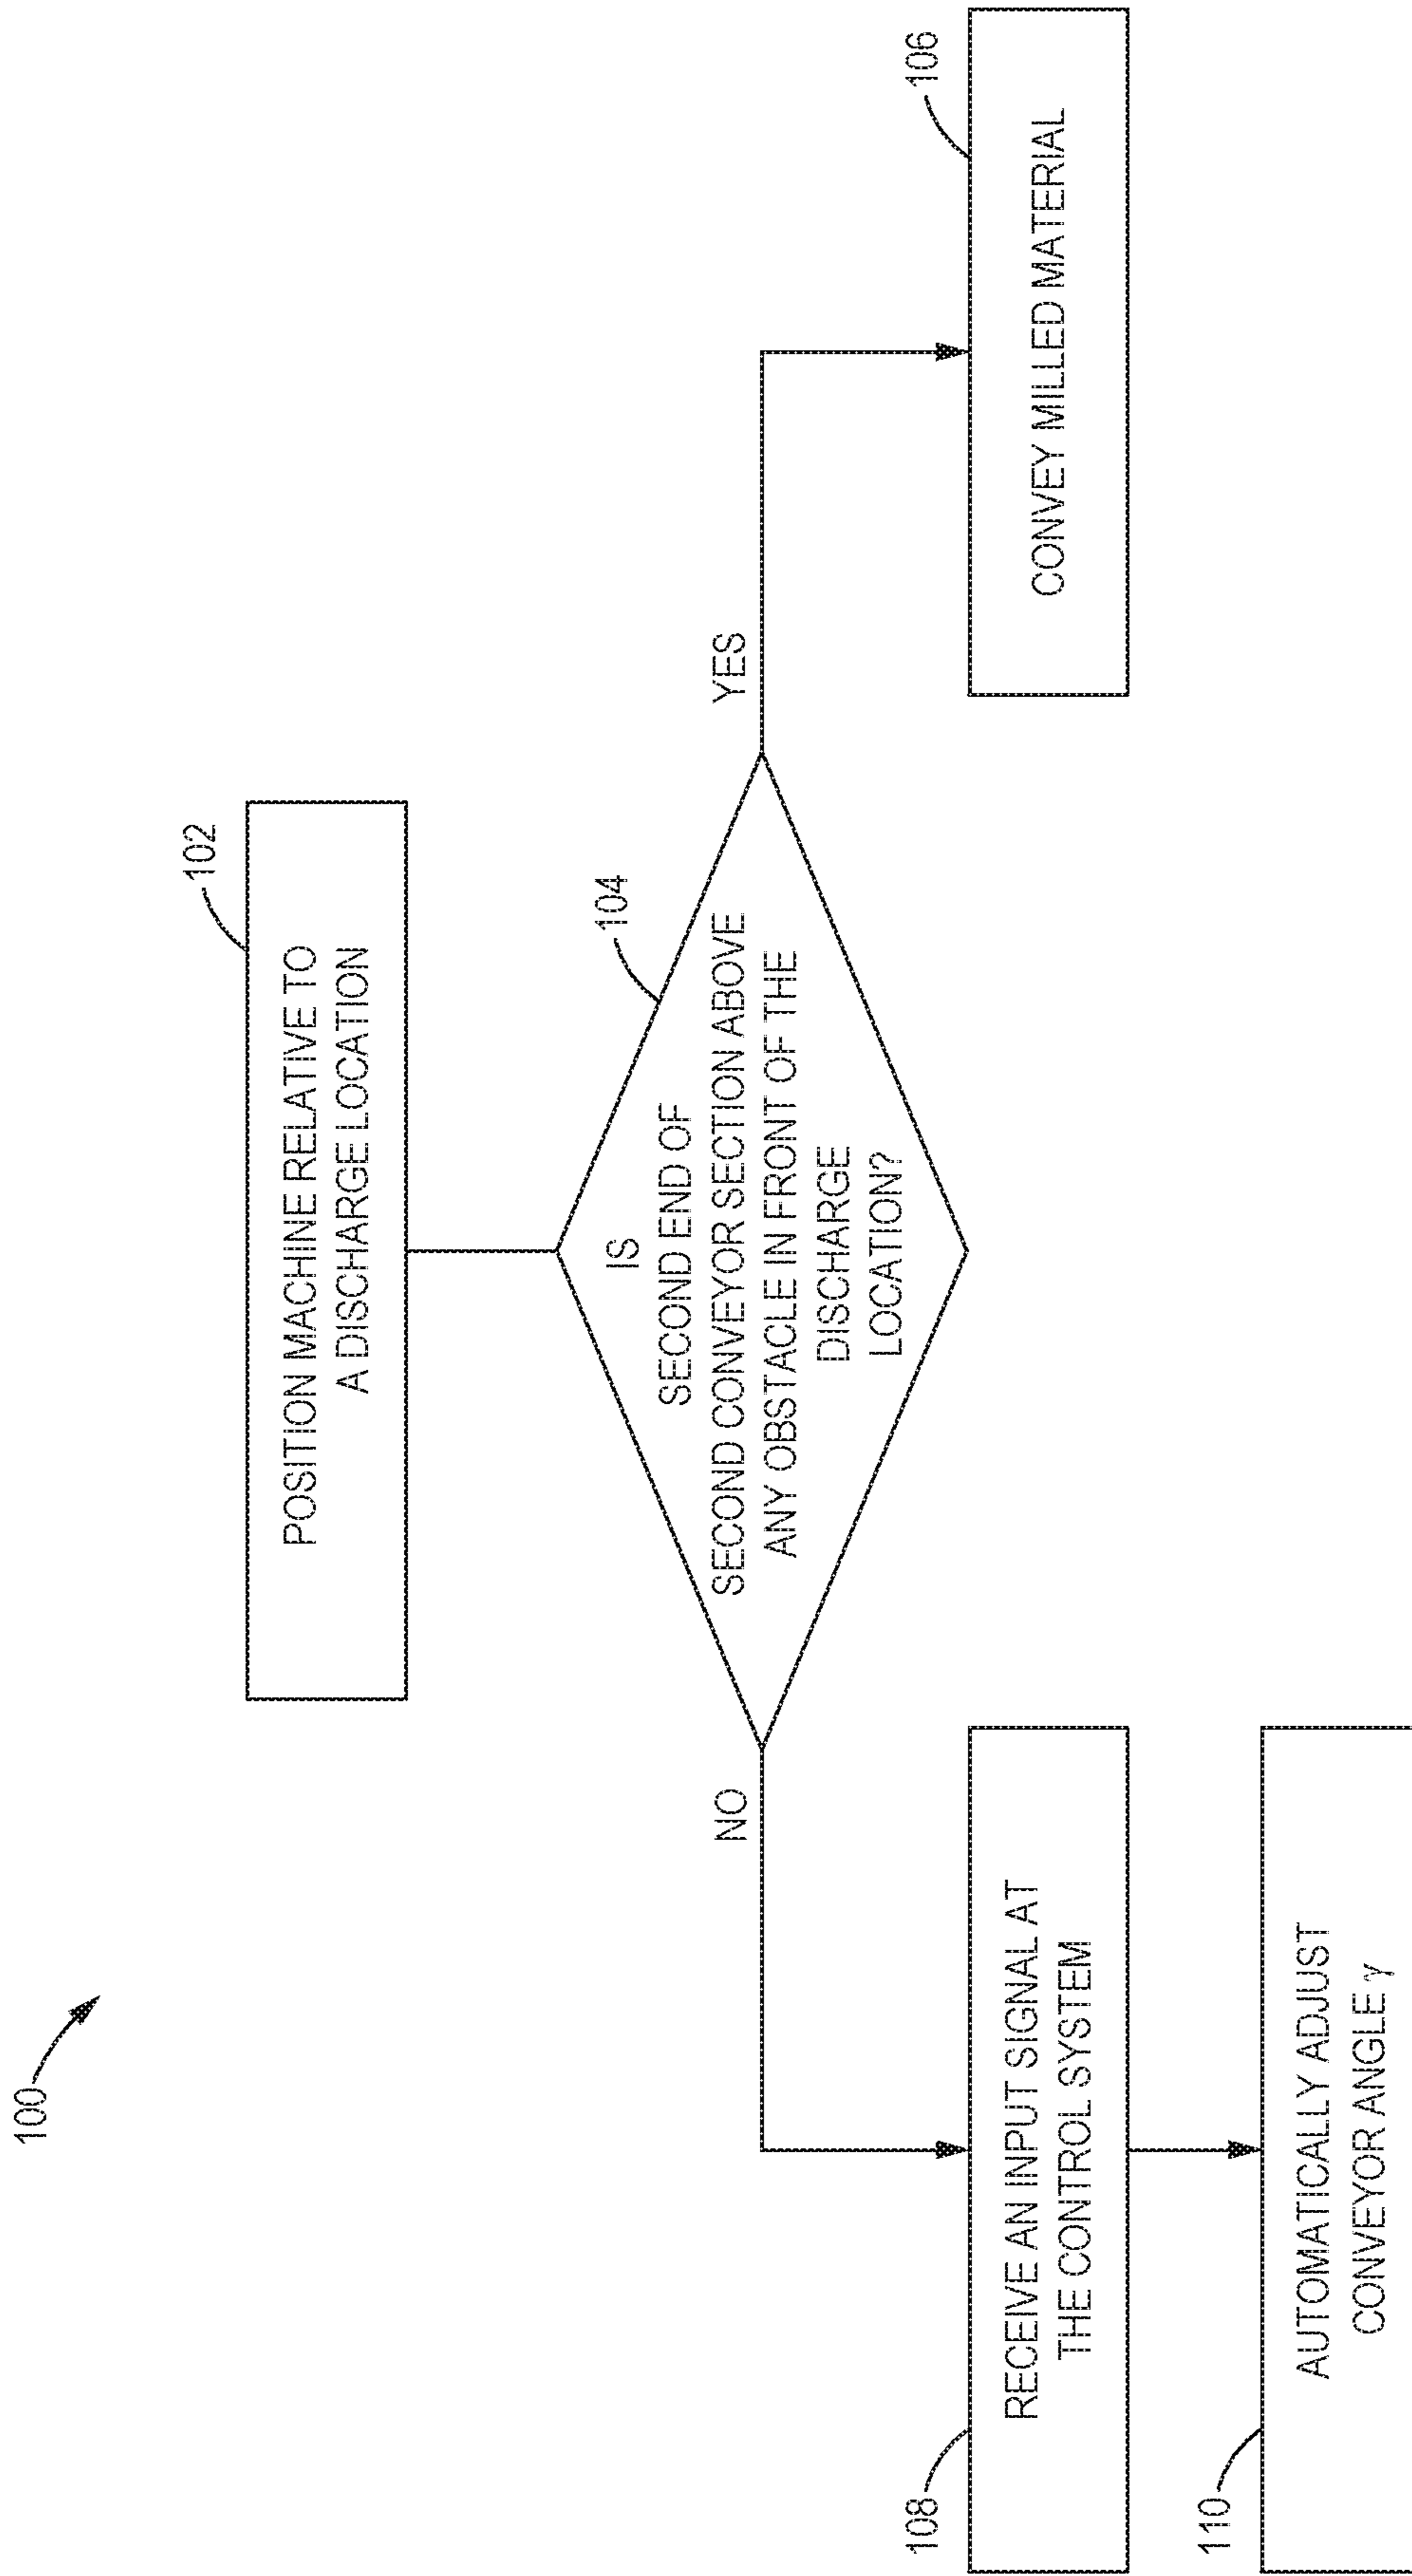 100
102
POSITION MACHINE RELATIVE TO
A DISCHARGE LOCATION
104
IS
SECOND END OF
SECOND CONVEYOR SECTION ABOVE
ANY OBSTACLE IN FRONT OF THE
DISCHARGE
LOCATION?
NO
YES
108
RECEIVE AN INPUT SIGNAL AT
THE CONTROL SYSTEM
106
CONVEY MILLED MATERIAL
110
AUTOMATICALLY ADJUST
CONVEYOR ANGLE γ